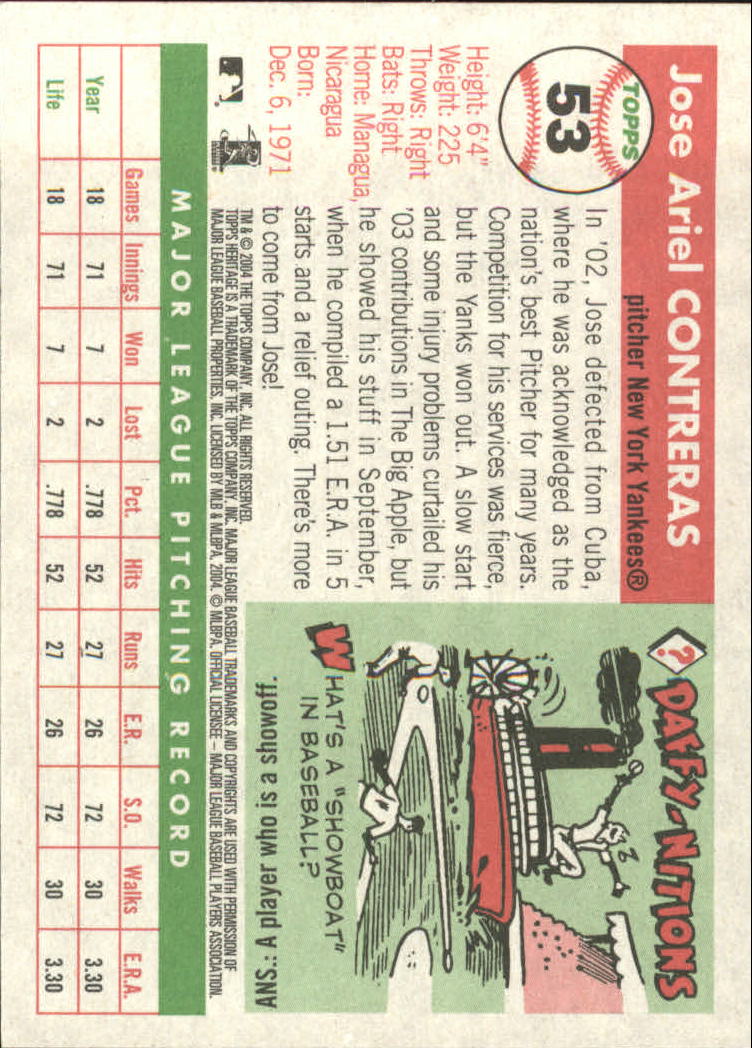 Jose Ariel CONTRERAS
pitcher New York Yankees®
TOPPS
53
Height: 6'4"
Weight: 225
Throws: Right
Bats: Right
Home: Managua,
Nicaragua
Born:
Dec. 6, 1971
In '02, Jose defected from Cuba,
where he was acknowledged as the
nation's best Pitcher for many years.
Competition for his services was fierce,
but the Yanks won out. A slow start
and some injury problems curtailed his
'03 contributions in The Big Apple, but
he showed his stuff in September,
when he compiled a 1.51 E.R.A. in 5
starts and a relief outing. There's more
to come from Jose!
? DAFFY-NITIONS
WHAT'S A "SHOWBOAT"
IN BASEBALL?
ANS.: A player who is a showoff.
TM & © 2004 THE TOPPS COMPANY, INC. ALL RIGHTS RESERVED.
TOPPS HERITAGE IS A TRADEMARK OF THE TOPPS COMPANY, INC. MAJOR LEAGUE BASEBALL TRADEMARKS AND COPYRIGHTS ARE USED WITH PERMISSION OF
MAJOR LEAGUE BASEBALL PROPERTIES, INC. LICENSED BY MLB & MLBPA, 2004. © MLBPA. OFFICIAL LICENSEE – MAJOR LEAGUE BASEBALL PLAYERS ASSOCIATION.
MAJOR LEAGUE PITCHING RECORD
Games Innings Won Lost Pct. Hits Runs E.R. S.O. Walks E.R.A.
Year 18 71 7 2 .778 52 27 26 72 30 3.30
Life 18 71 7 2 .778 52 27 26 72 30 3.30